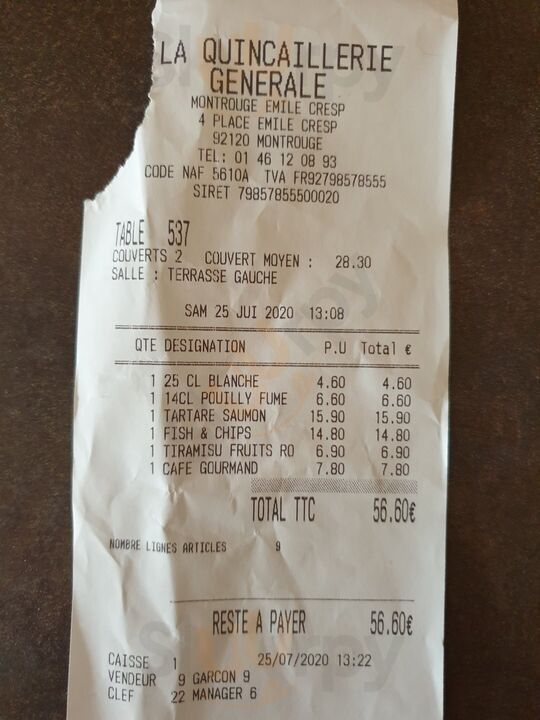 LA QUINCAILLERIE
GENERALE
MONTROUGE EMILE CRESP
4 PLACE EMILE CRESP
92120 MONTROUGE
TEL: 01 46 12 08 93
CODE NAF 5610A TVA FR92798578555
SIRET 79857855500020
TABLE 537
COUVERTS 2 COUVERT MOYEN : 28.30
SALLE : TERRASSE GAUCHE
SAM 25 JUI 2020 13:08
QTE DESIGNATION P.U Total €
1 25 CL BLANCHE 4.60 4.60
1 14CL POUILLY FUME 6.60 6.60
1 TARTARE SAUMON 15.90 15.90
1 FISH & CHIPS 14.80 14.80
1 TIRAMISU FRUITS RO 6.90 6.90
1 CAFE GOURMAND 7.80 7.80
TOTAL TTC 56.60€
NOMBRE LIGNES ARTICLES 9
RESTE A PAYER 56.60€
CAISSE 1 25/07/2020 13:22
VENDEUR 9 GARCON 9
CLEF 22 MANAGER 6